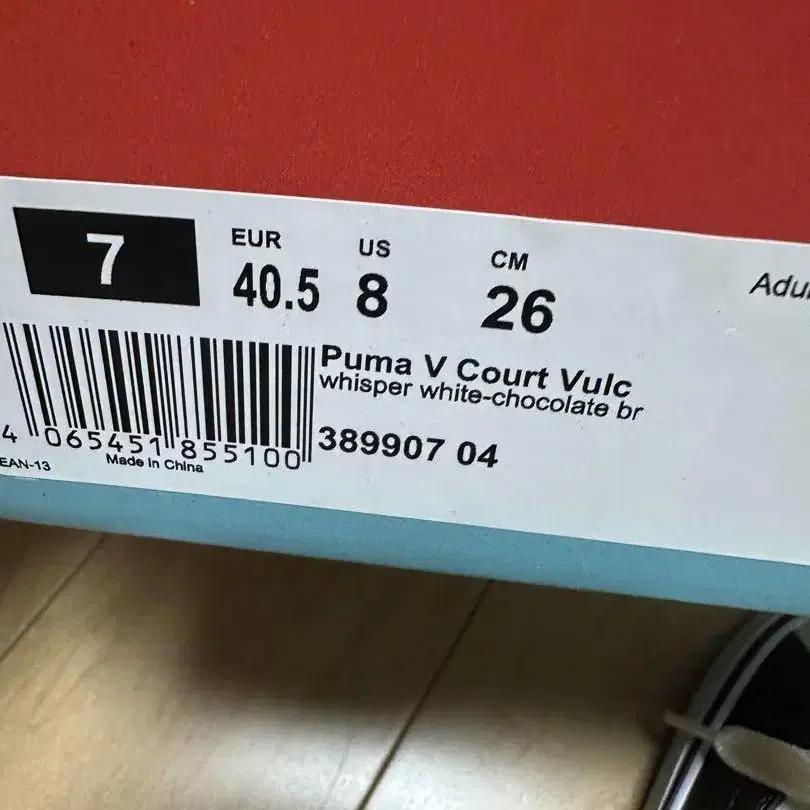 7
EUR
40.5
US
8
CM
26
Puma V Court Vulc
whisper white-chocolate br
389907 04
4 065451 855100
EAN-13
Made in China